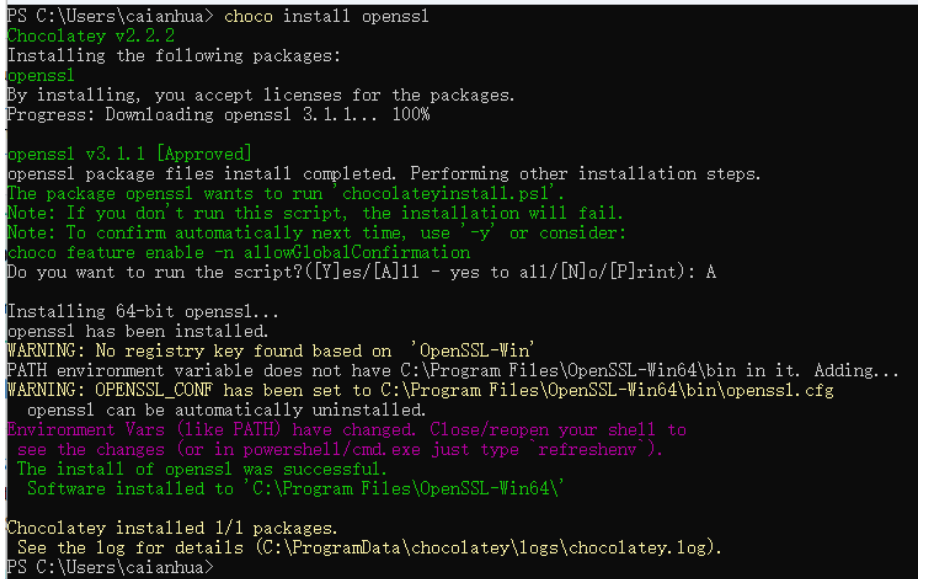 PS C:\Users\caianhua> choco install openssl
Chocolatey v2.2.2
Installing the following packages:
openssl
By installing, you accept licenses for the packages.
Progress: Downloading openssl 3.1.1... 100%
openssl v3.1.1 [Approved]
openssl package files install completed. Performing other installation steps.
The package openssl wants to run 'chocolateyinstall.ps1'.
Note: If you don't run this script, the installation will fail.
Note: To confirm automatically next time, use '-y' or consider:
choco feature enable -n allowGlobalConfirmation
Do you want to run the script?([Y]es/[A]ll - yes to all/[N]o/[P]rint): A
Installing 64-bit openssl...
openssl has been installed.
WARNING: No registry key found based on  'OpenSSL-Win'
PATH environment variable does not have C:\Program Files\OpenSSL-Win64\bin in it. Adding...
WARNING: OPENSSL_CONF has been set to C:\Program Files\OpenSSL-Win64\bin\openssl.cfg
  openssl can be automatically uninstalled.
Environment Vars (like PATH) have changed. Close/reopen your shell to
 see the changes (or in powershell/cmd.exe just type `refreshenv`).
 The install of openssl was successful.
  Software installed to 'C:\Program Files\OpenSSL-Win64\'
Chocolatey installed 1/1 packages.
 See the log for details (C:\ProgramData\chocolatey\logs\chocolatey.log).
PS C:\Users\caianhua>